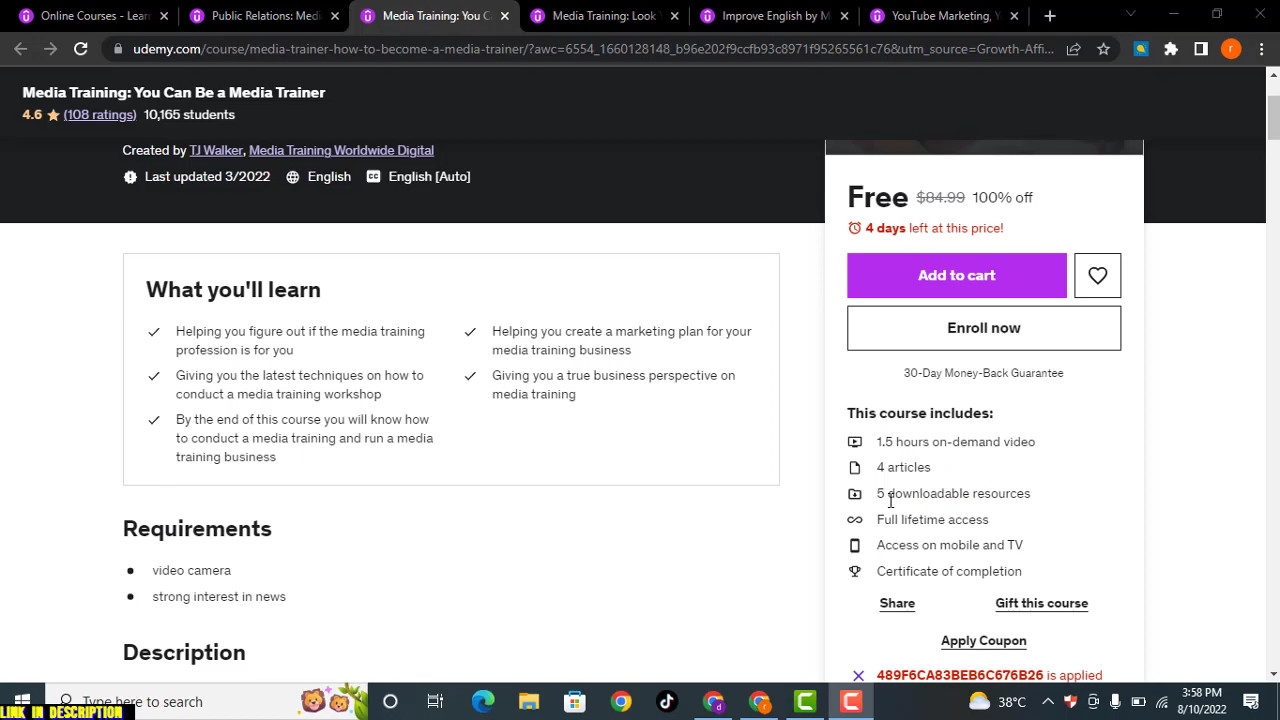 Online Courses - Learn
Public Relations: Medi
Media Training: You C
Media Training: Look
Improve English by M
YouTube Marketing, Y
udemy.com/course/media-trainer-how-to-become-a-media-trainer/?awc=6554_1660128148_b96e202f9ccfb93c8971f95265561c76&utm_source=Growth-Affi...
Media Training: You Can Be a Media Trainer
4.6 (108 ratings) 10,165 students
Created by TJ Walker, Media Training Worldwide Digital
Last updated 3/2022 English English [Auto]
Free $84.99 100% off
4 days left at this price!
Add to cart
Enroll now
30-Day Money-Back Guarantee
This course includes:
1.5 hours on-demand video
4 articles
5 downloadable resources
Full lifetime access
Access on mobile and TV
Certificate of completion
Share Gift this course
Apply Coupon
489F6CA83BEB6C676B26 is applied
What you'll learn
Helping you figure out if the media training
profession is for you
Giving you the latest techniques on how to
conduct a media training workshop
By the end of this course you will know how
to conduct a media training and run a media
training business
Helping you create a marketing plan for your
media training business
Giving you a true business perspective on
media training
Requirements
video camera
strong interest in news
Description
Type here to search
38°C
3:58 PM
8/10/2022
LINK IN DESCRIPTION